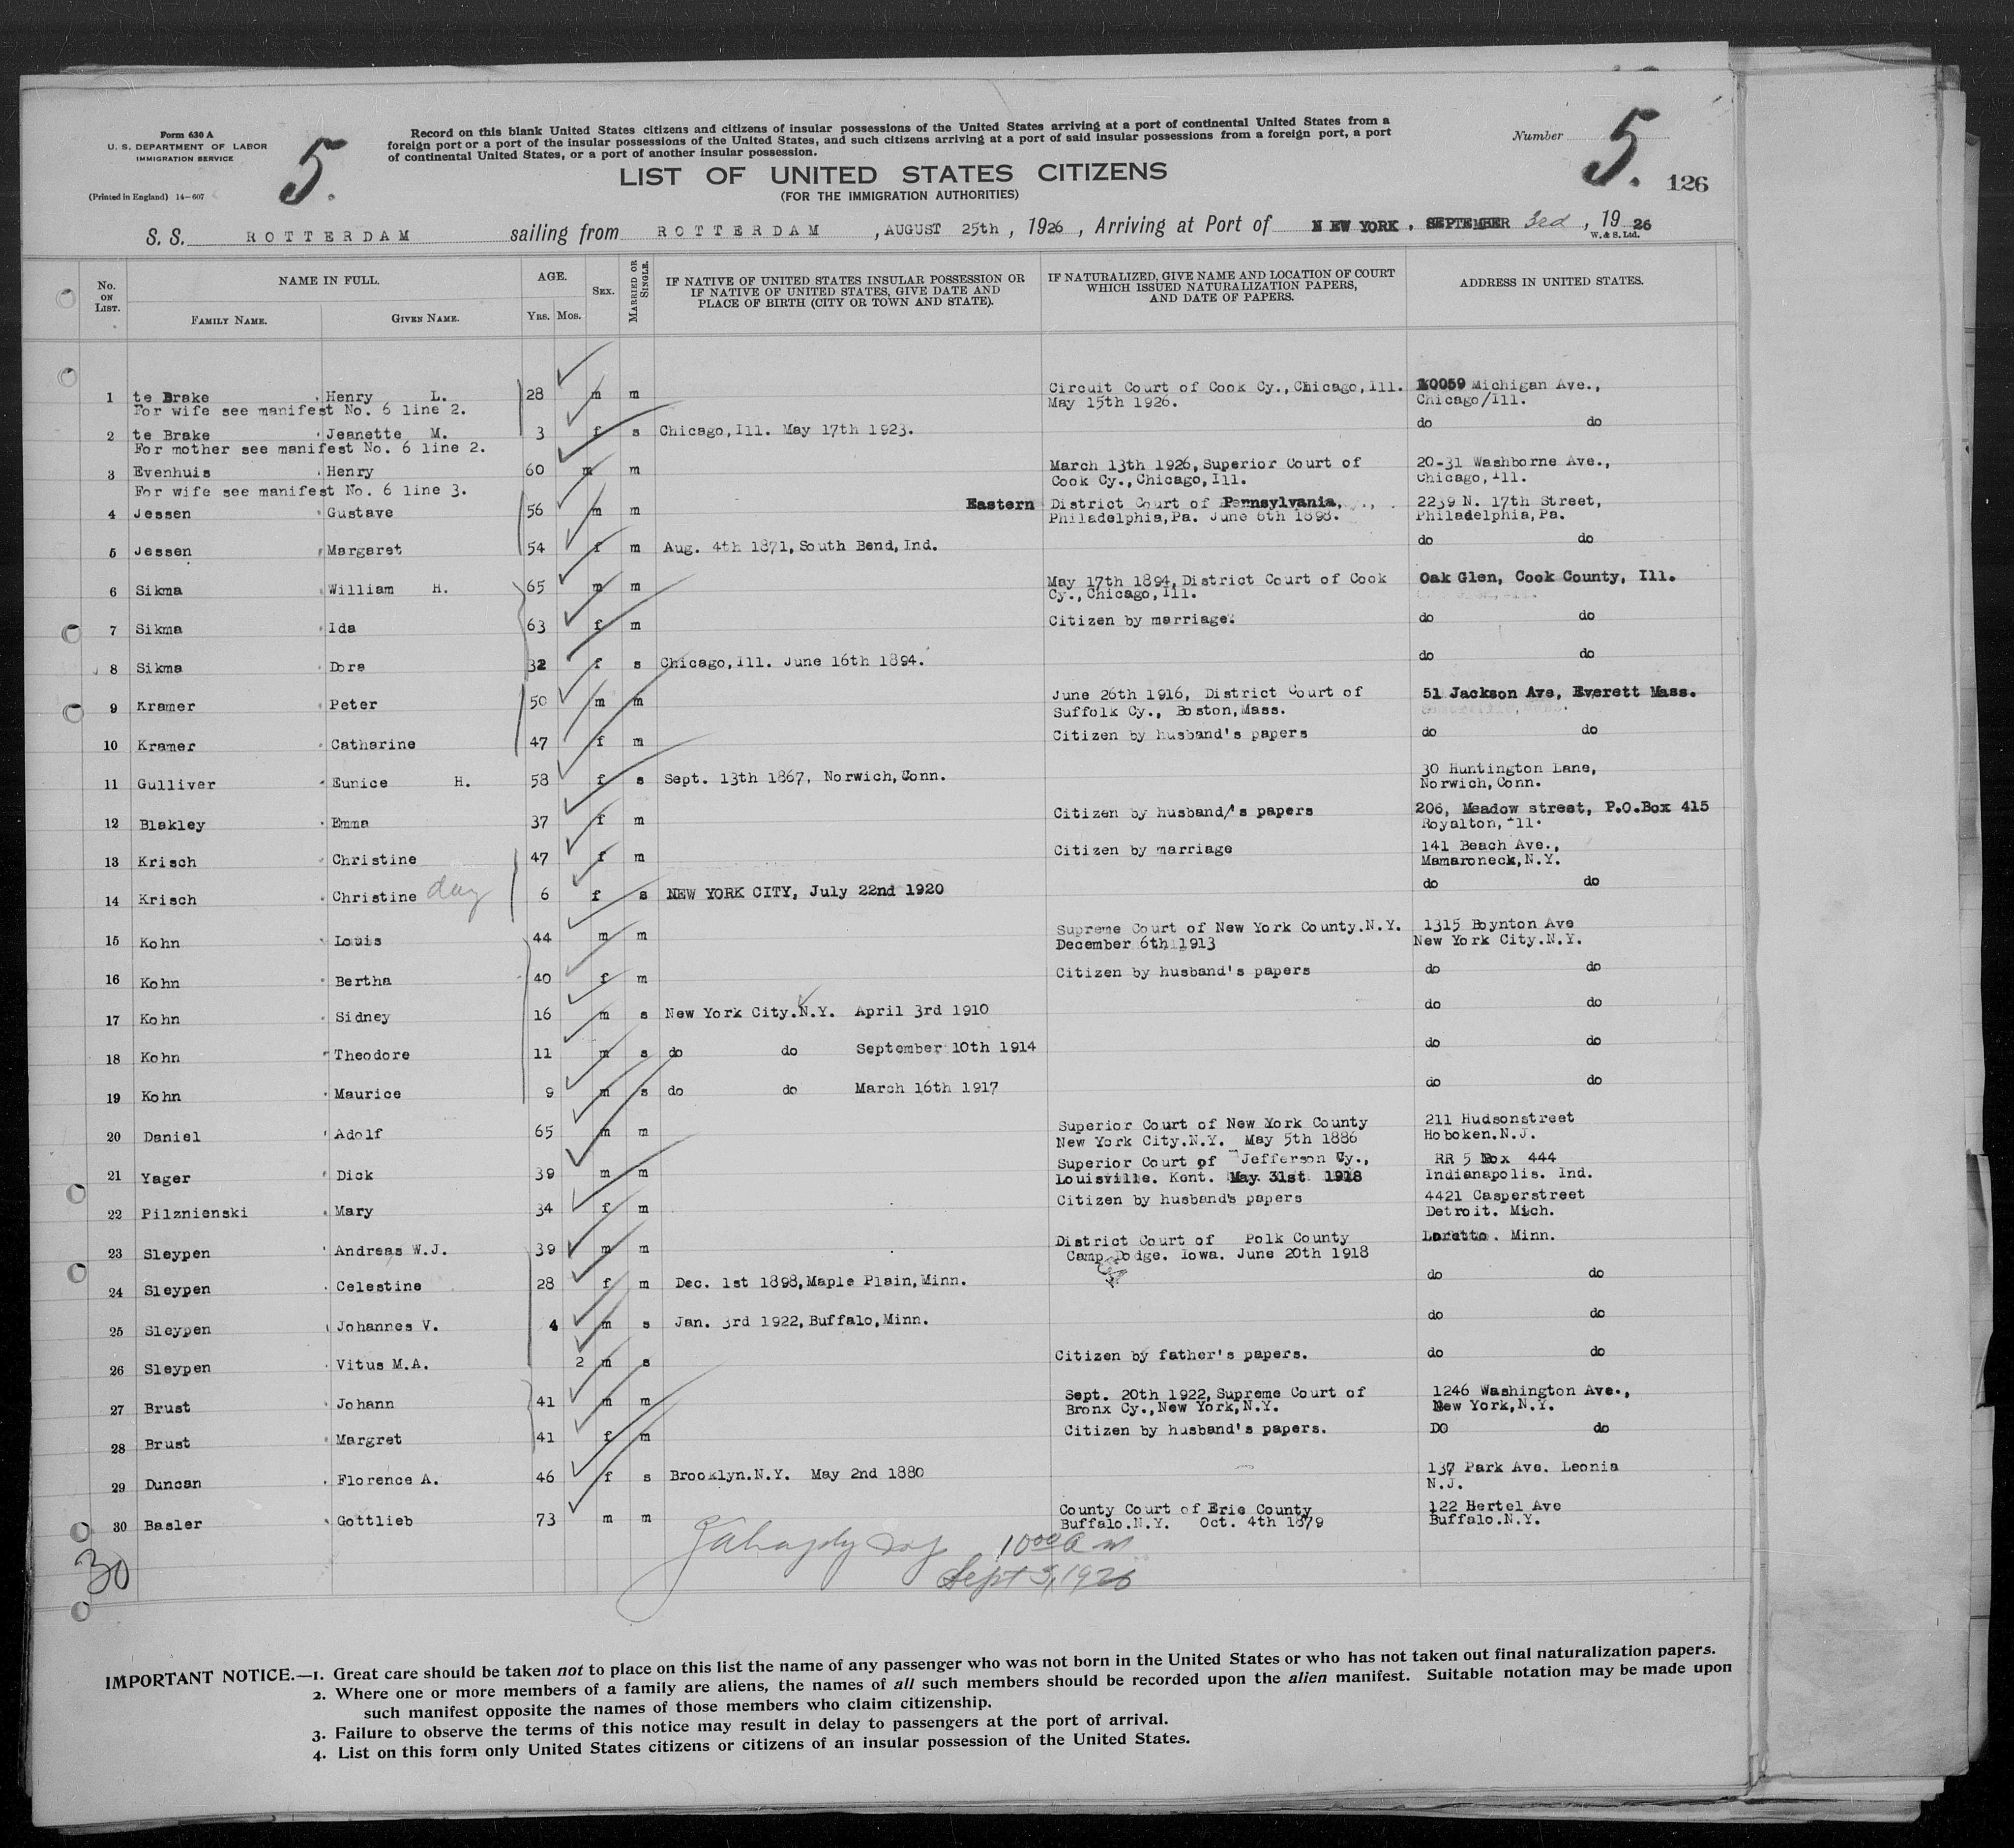 Form 630 A
U. S. DEPARTMENT OF LABOR
IMMIGRATION SERVICE
(Printed in England) 14-607
5.
Record on this blank United States citizens and citizens of insular possessions of the United States arriving at a port of continental United States from a
foreign port or a port of the insular possessions of the United States, and such citizens arriving at a port of said insular possessions from a foreign port, a port
of continental United States, or a port of another insular possession.
Number 5.
126
LIST OF UNITED STATES CITIZENS
(FOR THE IMMIGRATION AUTHORITIES)
S. S. ROTTERDAM sailing from ROTTERDAM, AUGUST 25th, 1926, Arriving at Port of NEW YORK. SEPTEMBER 3ed, 1926
W. & S. Ltd.
No. ON LIST. NAME IN FULL. FAMILY NAME. GIVEN NAME. AGE. YRS. MOS. SEX. MARRIED OR SINGLE. IF NATIVE OF UNITED STATES INSULAR POSSESSION OR IF NATIVE OF UNITED STATES, GIVE DATE AND PLACE OF BIRTH (CITY OR TOWN AND STATE). IF NATURALIZED, GIVE NAME AND LOCATION OF COURT WHICH ISSUED NATURALIZATION PAPERS, AND DATE OF PAPERS. ADDRESS IN UNITED STATES.
1 te Brake Henry L. 28 m m Circuit Court of Cook Cy., Chicago, Ill. May 15th 1926. 10059 Michigan Ave., Chicago/Ill.
For wife see manifest No. 6 line 2.
2 te Brake Jeanette M. 3 f s Chicago, Ill. May 17th 1923. do do
For mother see manifest No. 6 line 2.
3 Evenhuis Henry 60 m m March 13th 1926, Superior Court of Cook Cy., Chicago, Ill. 20-31 Washborne Ave., Chicago, Ill.
For wife see manifest No. 6 line 3.
4 Jessen Gustave 56 m m Eastern District Court of Pennsylvania, Philadelphia, Pa. June 6th 1898. 2239 N. 17th Street, Philadelphia, Pa.
5 Jessen Margaret 54 f m Aug. 4th 1871, South Bend, Ind. do do
6 Sikma William H. 65 m m May 17th 1894, District Court of Cook Cy., Chicago, Ill. Oak Glen, Cook County, Ill.
7 Sikma Ida 63 f m Citizen by marriage. do do
8 Sikma Dora 32 f s Chicago, Ill. June 16th 1894. do do
9 Kramer Peter 50 m m June 26th 1916, District Court of Suffolk Cy., Boston, Mass. 51 Jackson Ave, Everett Mass.
10 Kramer Catharine 47 f m Citizen by husband's papers do do
11 Gulliver Eunice H. 58 f s Sept. 13th 1867, Norwich, Conn. 30 Huntington Lane, Norwich, Conn.
12 Blakley Emma 37 f m Citizen by husband/'s papers 206, Meadow street, P.O.Box 415 Royalton, Ill.
13 Krisch Christine 47 f m Citizen by marriage 141 Beach Ave., Mamaroneck, N.Y.
14 Krisch Christine day 6 f s NEW YORK CITY, July 22nd 1920 do do
15 Kohn Louis 44 m m Supreme Court of New York County.N.Y. December 6th 1913 1315 Boynton Ave New York City.N.Y.
16 Kohn Bertha 40 f m Citizen by husband's papers do do
17 Kohn Sidney 16 m s New York City.N.Y. April 3rd 1910 do do
18 Kohn Theodore 11 m s do do September 10th 1914 do do
19 Kohn Maurice 9 m s do do March 16th 1917 do do
20 Daniel Adolf 65 m m Superior Court of New York County New York City.N.Y. May 5th 1886 211 Hudsonstreet Hoboken.N.J.
21 Yager Dick 39 m m Superior Court of Jefferson Cy., Louisville. Kent. May 31st 1918 RR 5 Box 444 Indianapolis. Ind.
22 Pilznienski Mary 34 f m Citizen by husband's papers 4421 Casperstreet Detroit. Mich.
23 Sleypen Andreas W.J. 39 m m District Court of Polk County Camp Dodge. Iowa. June 20th 1918 Loretto. Minn.
24 Sleypen Celestine 28 f m Dec. 1st 1898, Maple Plain, Minn. do do
25 Sleypen Johannes V. 4 m s Jan. 3rd 1922, Buffalo, Minn. do do
26 Sleypen Vitus M.A. 2 m s Citizen by father's papers. do do
27 Brust Johann 41 m m Sept. 20th 1922, Supreme Court of Bronx Cy., New York, N.Y. 1246 Washington Ave., New York, N.Y.
28 Brust Margret 41 f m Citizen by husband's papers. DO do
29 Duncan Florence A. 46 f s Brooklyn.N.Y. May 2nd 1880 137 Park Ave. Leonia N.J.
30 Basler Gottlieb 73 m m County Court of Erie County Buffalo.N.Y. Oct. 4th 1879 122 Hertel Ave Buffalo.N.Y.
30
10 00 a m
Sept 3, 1926
IMPORTANT NOTICE.—1. Great care should be taken not to place on this list the name of any passenger who was not born in the United States or who has not taken out final naturalization papers.
2. Where one or more members of a family are aliens, the names of all such members should be recorded upon the alien manifest. Suitable notation may be made upon
such manifest opposite the names of those members who claim citizenship.
3. Failure to observe the terms of this notice may result in delay to passengers at the port of arrival.
4. List on this form only United States citizens or citizens of an insular possession of the United States.